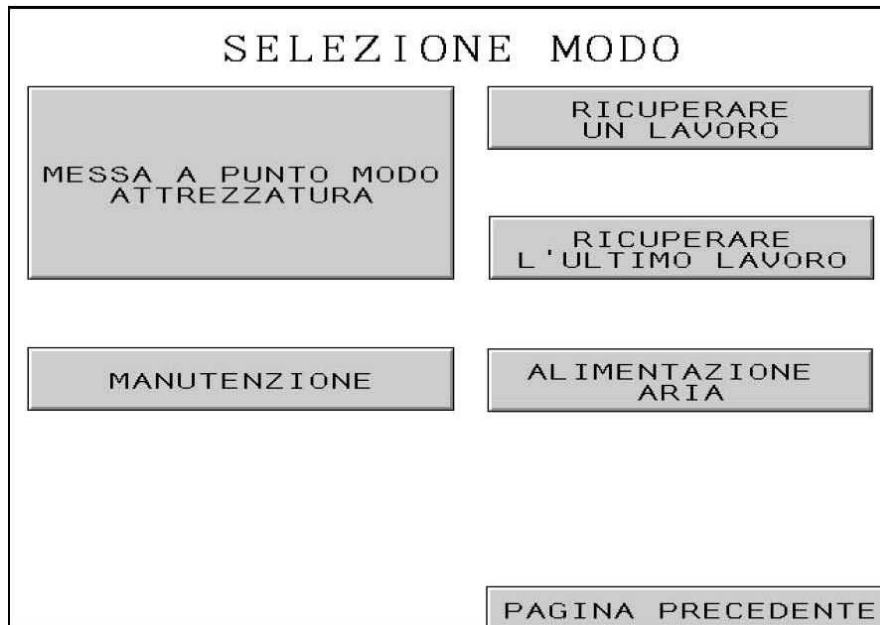 SELEZIONE MODO
MESSA A PUNTO MODO
ATTREZZATURA
RICUPERARE
UN LAVORO
RICUPERARE
L'ULTIMO LAVORO
MANUTENZIONE
ALIMENTAZIONE
ARIA
PAGINA PRECEDENTE